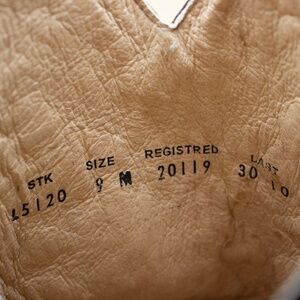 STK SIZE REGISTRED LAST
L5120 9 M 20119 30 10